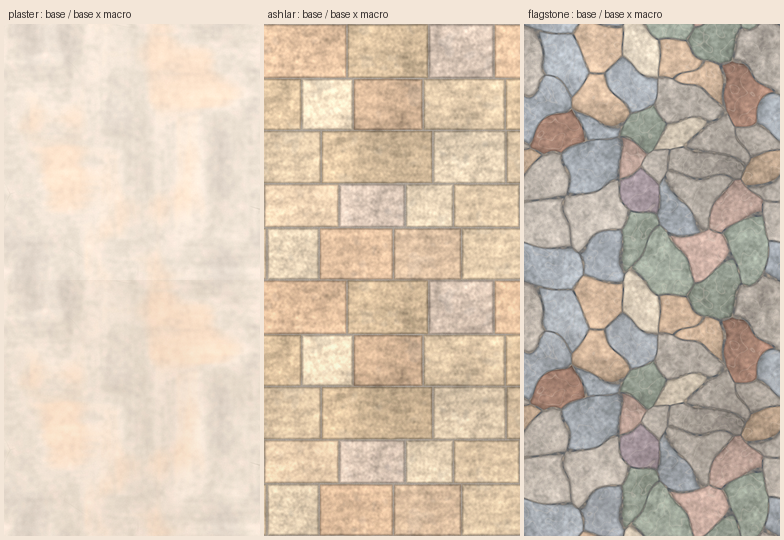 plaster: base / base x macro
ashlar: base / base x macro
flagstone: base / base x macro